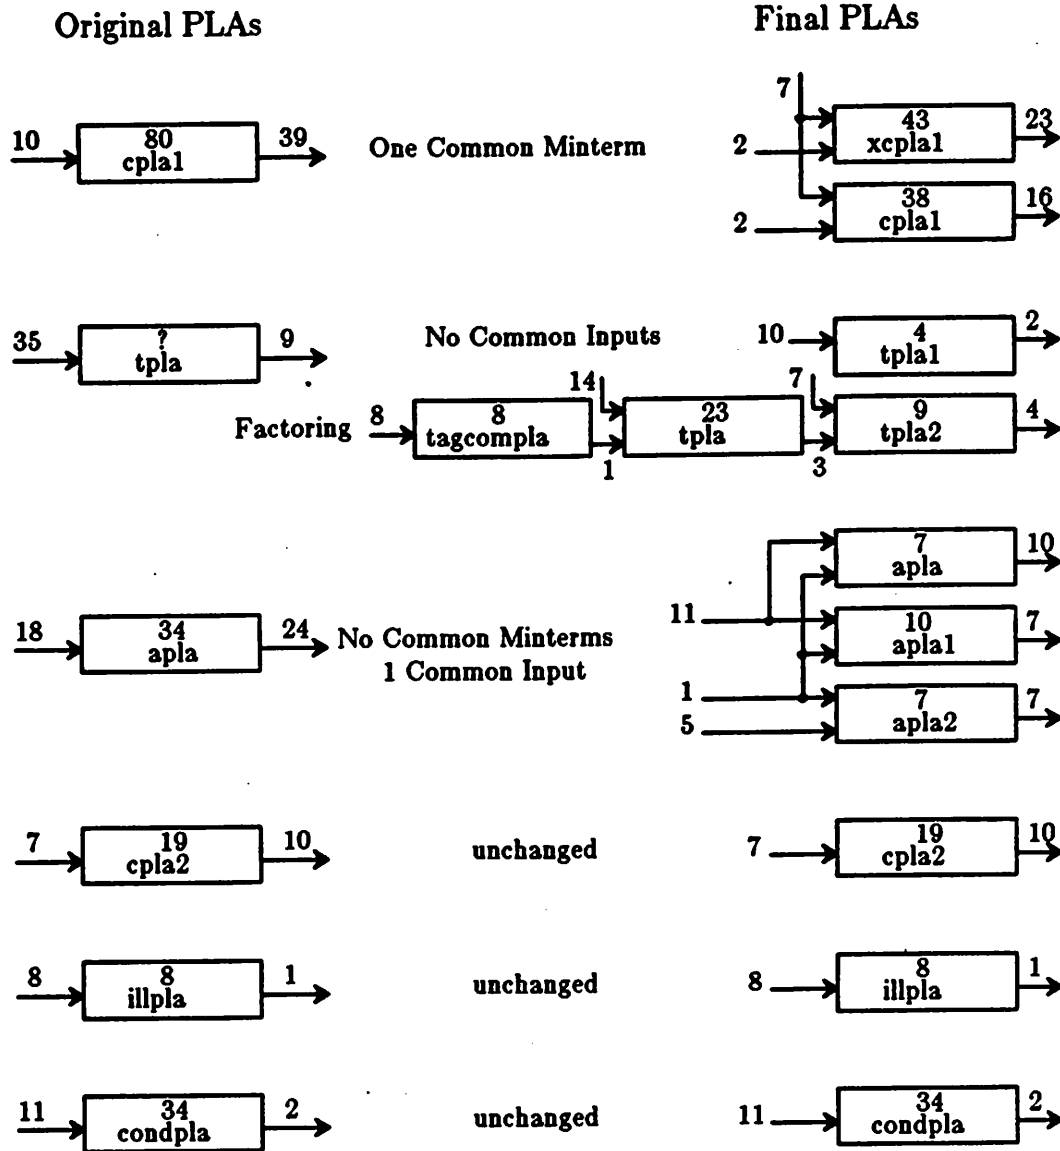 Original PLAs
Final PLAs
10
80
cpla1
39
One Common Minterm
7
2
43
xcpla1
23
2
38
cpla1
16
35
?
tpla
9
No Common Inputs
10
4
tpla1
2
Factoring
8
8
tagcompla
1
14
23
tpla
3
7
9
tpla2
4
18
34
apla
24
No Common Minterms
1 Common Input
11
1
5
7
apla
10
10
apla1
7
7
apla2
7
7
19
cpla2
10
unchanged
7
19
cpla2
10
8
8
illpla
1
unchanged
8
8
illpla
1
11
34
condpla
2
unchanged
11
34
condpla
2